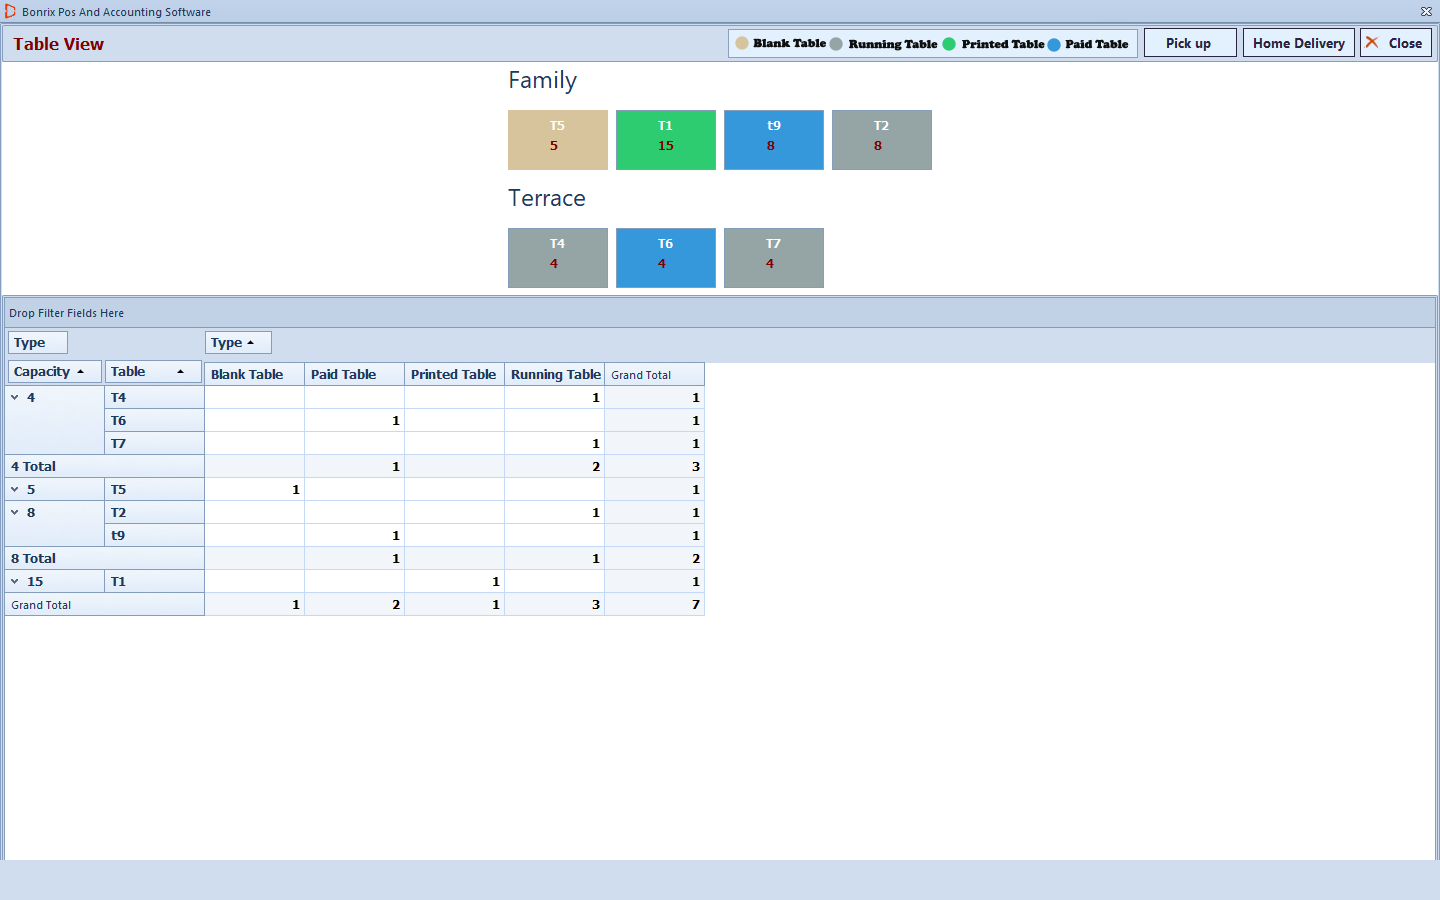 Bonrix Pos And Accounting Software
Table View
Blank Table Running Table Printed Table Paid Table
Pick up
Home Delivery
Close
Family
T5 T1 t9 T2
5 15 8 8
Terrace
T4 T6 T7
4 4 4
Drop Filter Fields Here
Type Type
Capacity Table Blank Table Paid Table Printed Table Running Table Grand Total
4 T4 1 1
T6 1 1
T7 1 1
4 Total 1 2 3
5 T5 1 1
8 T2 1 1
t9 1 1
8 Total 1 1 2
15 T1 1 1
Grand Total 1 2 1 3 7